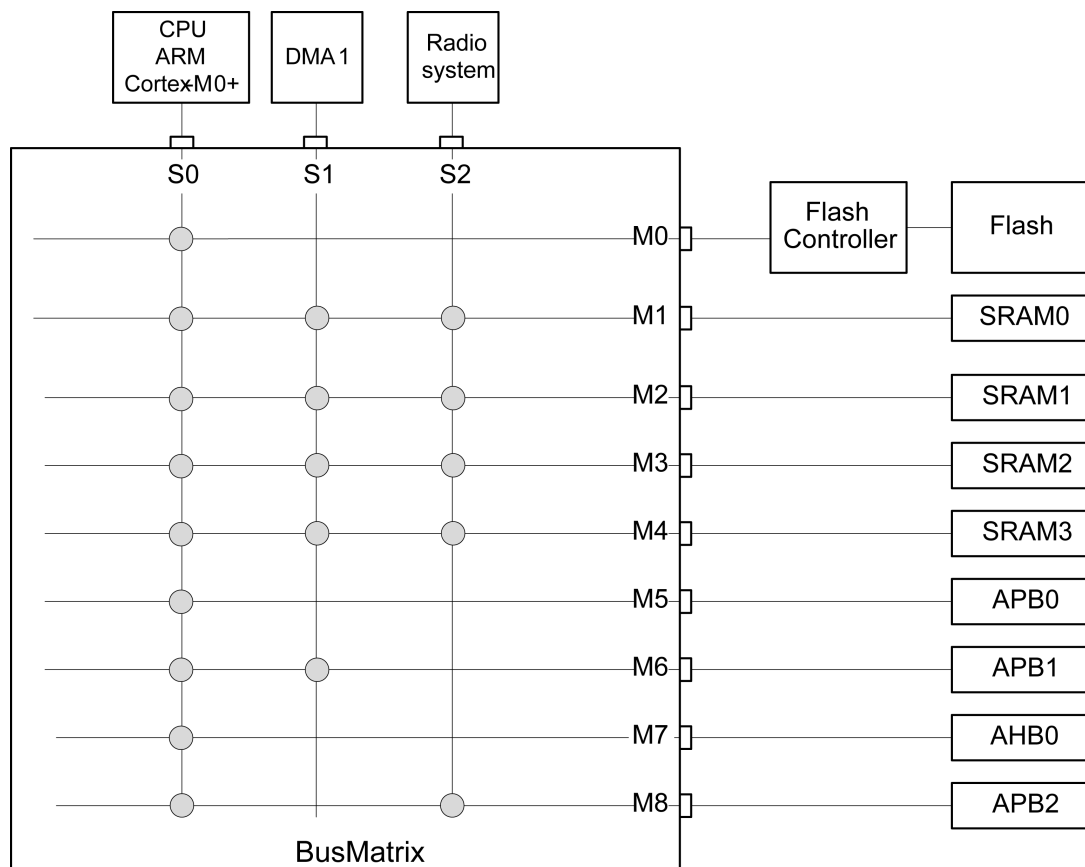 CPU
ARM
Cortex-M0+
DMA1
Radio
system
S0
S1
S2
M0
Flash
Controller
Flash
M1
SRAM0
M2
SRAM1
M3
SRAM2
M4
SRAM3
M5
APB0
M6
APB1
M7
AHB0
M8
APB2
BusMatrix